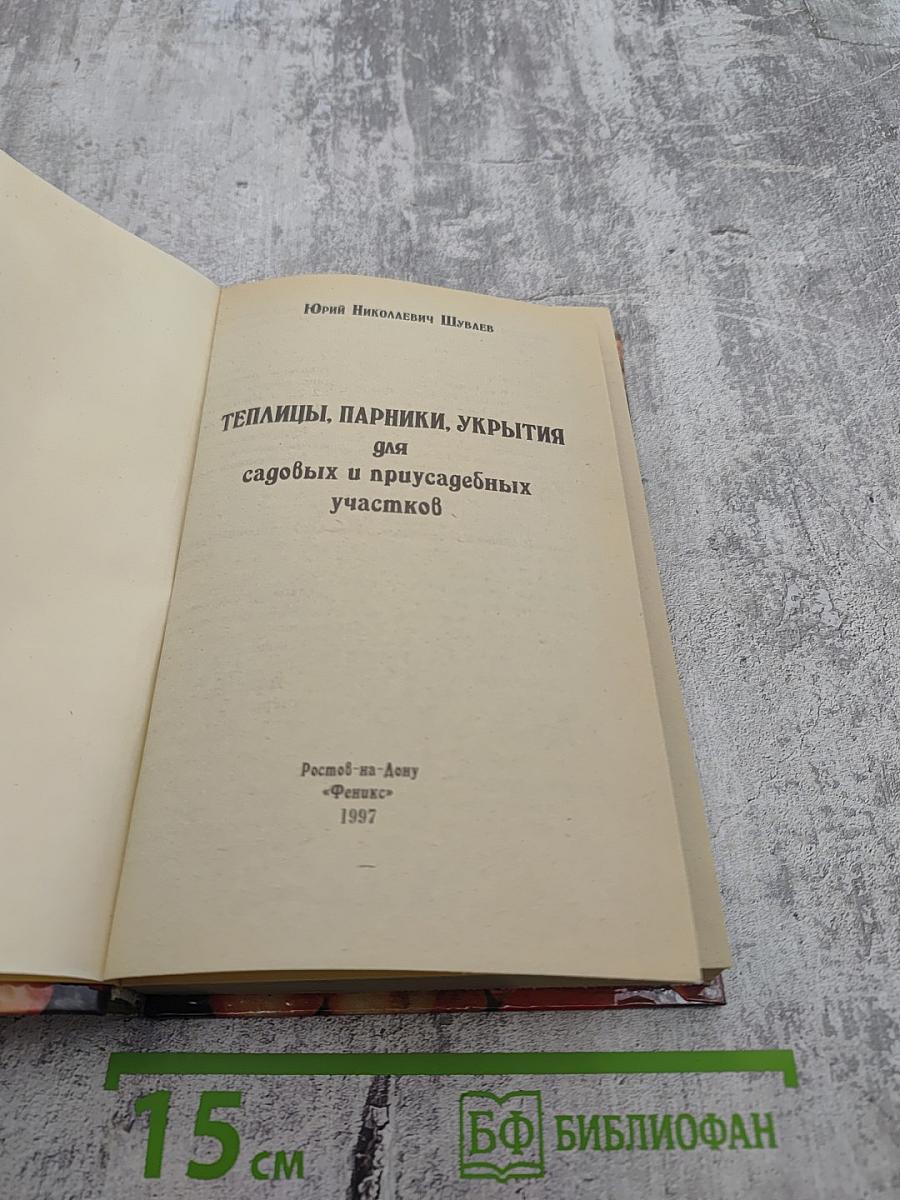 Юрий Николаевич Шуваев
ТЕПЛИЦЫ, ПАРНИКИ, УКРЫТИЯ
для
садовых и приусадебных
участков
Ростов-на-Дону
«Феникс»
1997
15 см
БФ БИБЛИОФАН